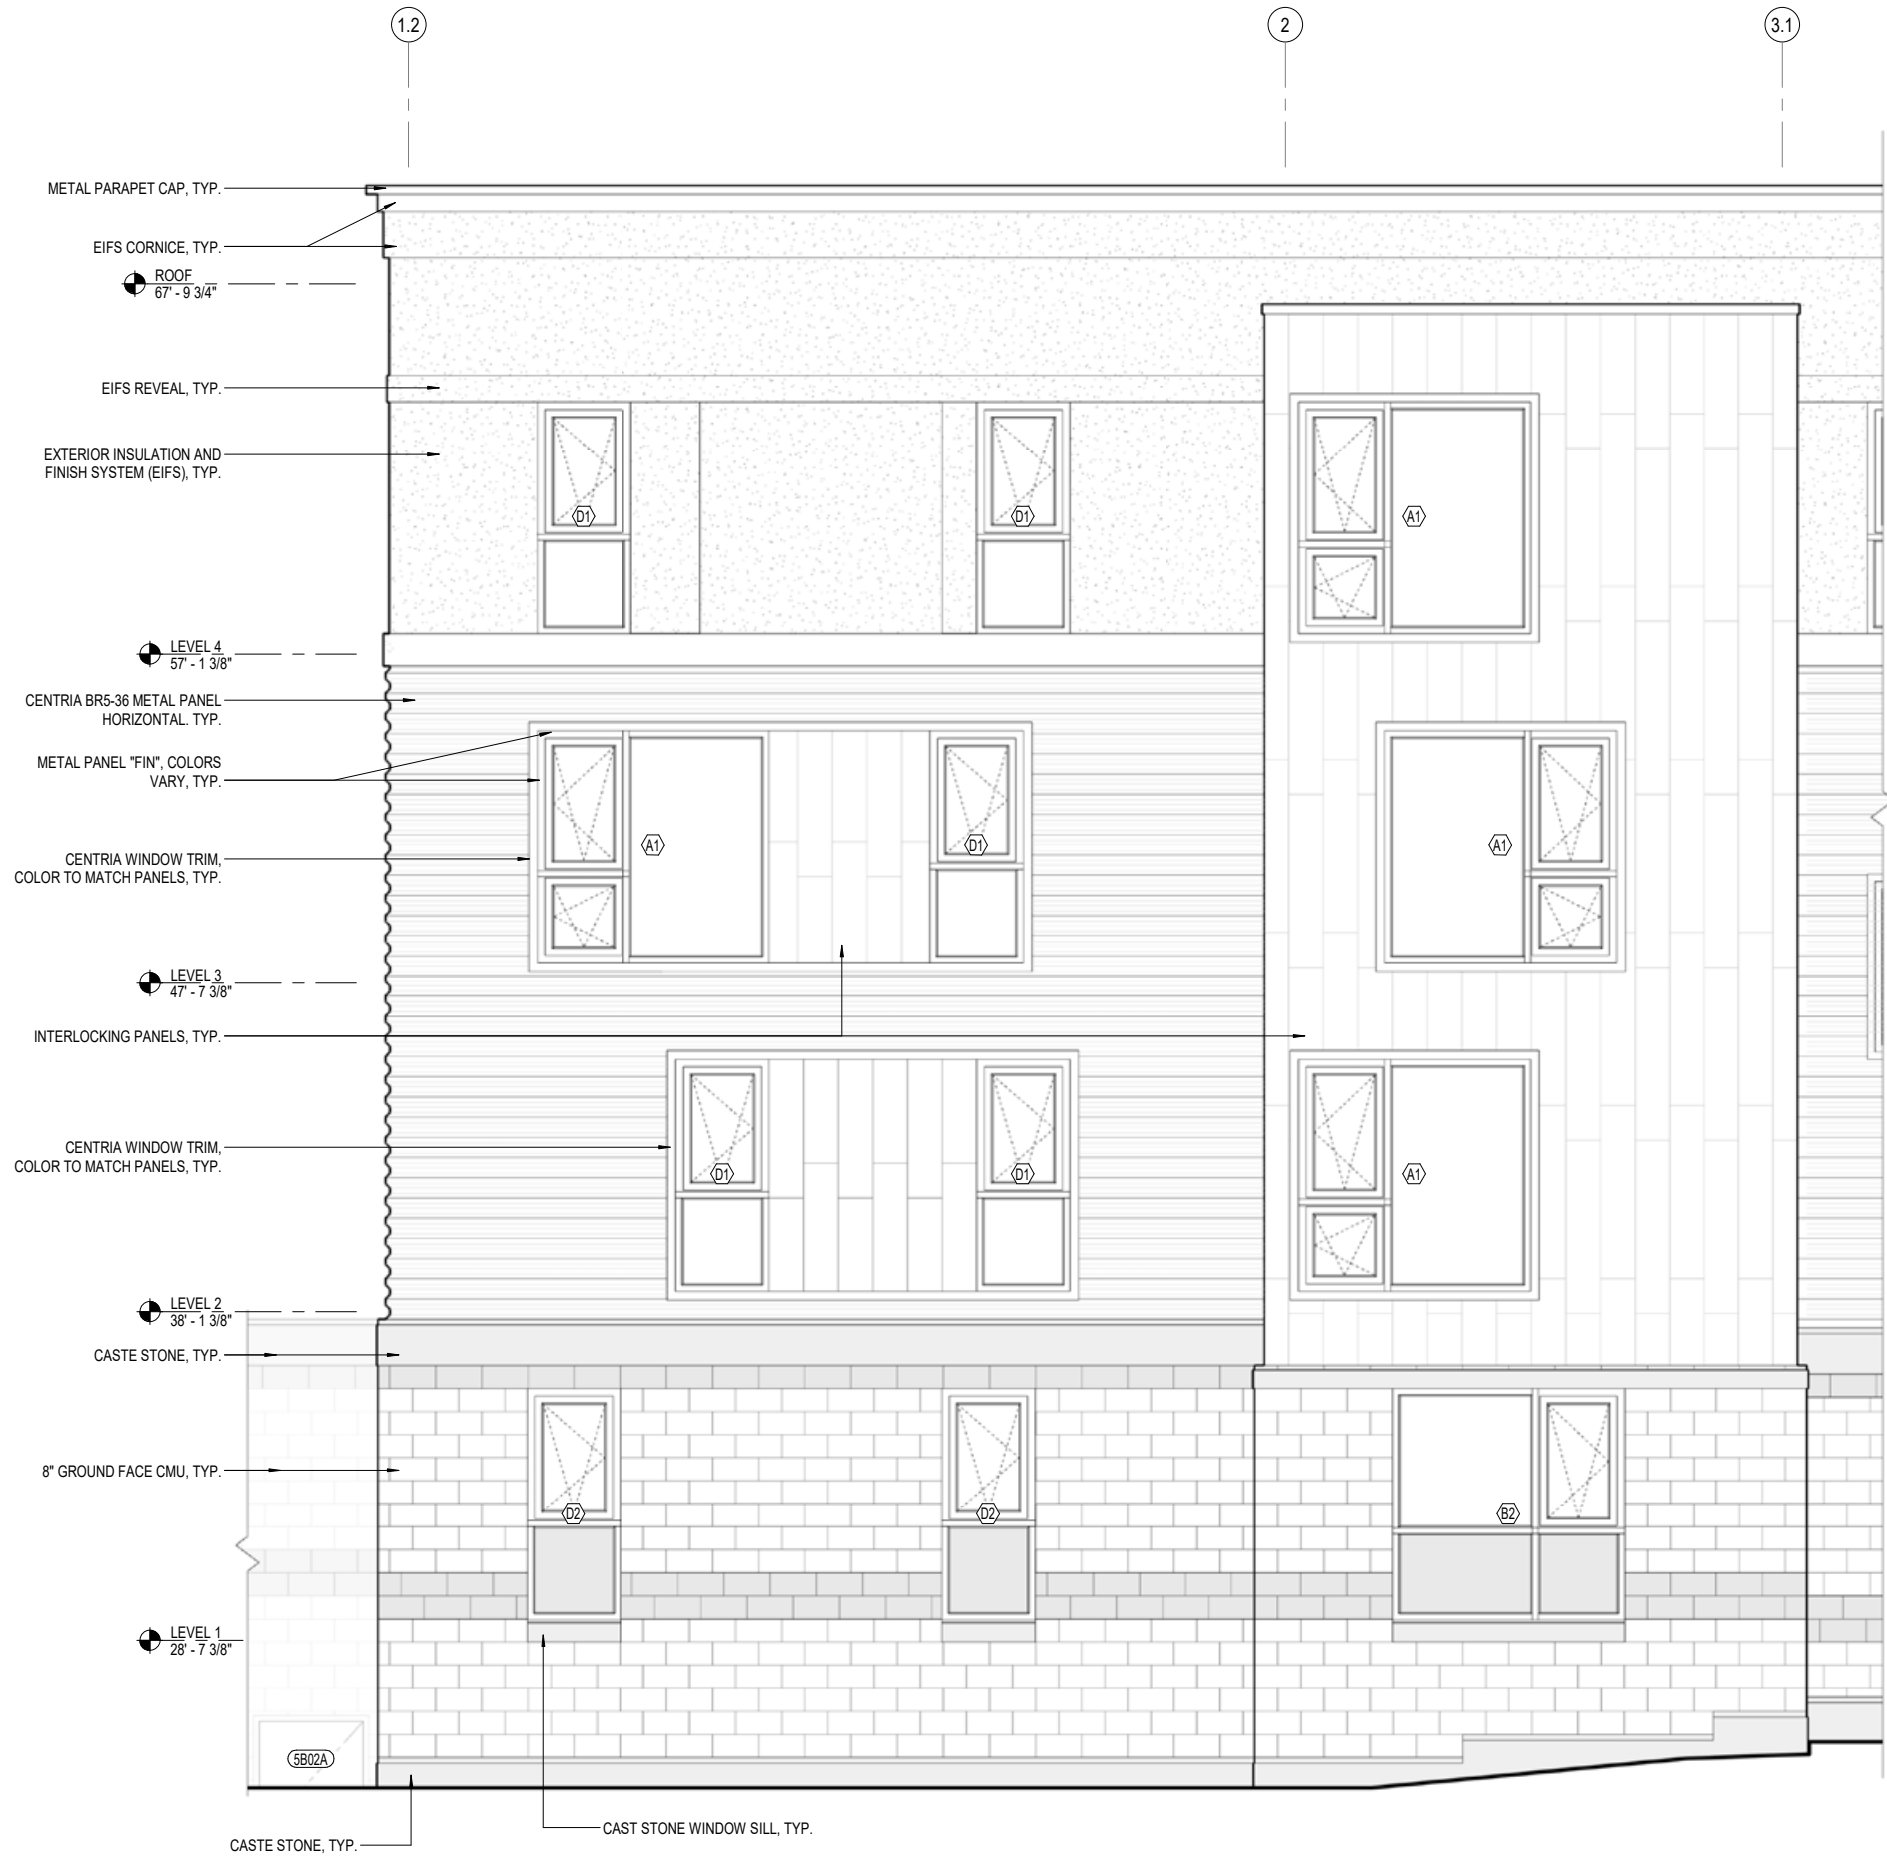 1.2
2
3.1
METAL PARAPET CAP, TYP.
EIFS CORNICE, TYP.
ROOF
67' - 9 3/4"
EIFS REVEAL, TYP.
EXTERIOR INSULATION AND
FINISH SYSTEM (EIFS), TYP.
D1
D1
A1
LEVEL 4
57' - 1 3/8"
CENTRIA BR5-36 METAL PANEL
HORIZONTAL. TYP.
METAL PANEL "FIN", COLORS
VARY, TYP.
A1
D1
A1
CENTRIA WINDOW TRIM,
COLOR TO MATCH PANELS, TYP.
LEVEL 3
47' - 7 3/8"
INTERLOCKING PANELS, TYP.
CENTRIA WINDOW TRIM,
COLOR TO MATCH PANELS, TYP.
D1
D1
A1
LEVEL 2
38' - 1 3/8"
CASTE STONE, TYP.
8" GROUND FACE CMU, TYP.
D2
D2
B2
LEVEL 1
28' - 7 3/8"
5B02A
CAST STONE WINDOW SILL, TYP.
CASTE STONE, TYP.